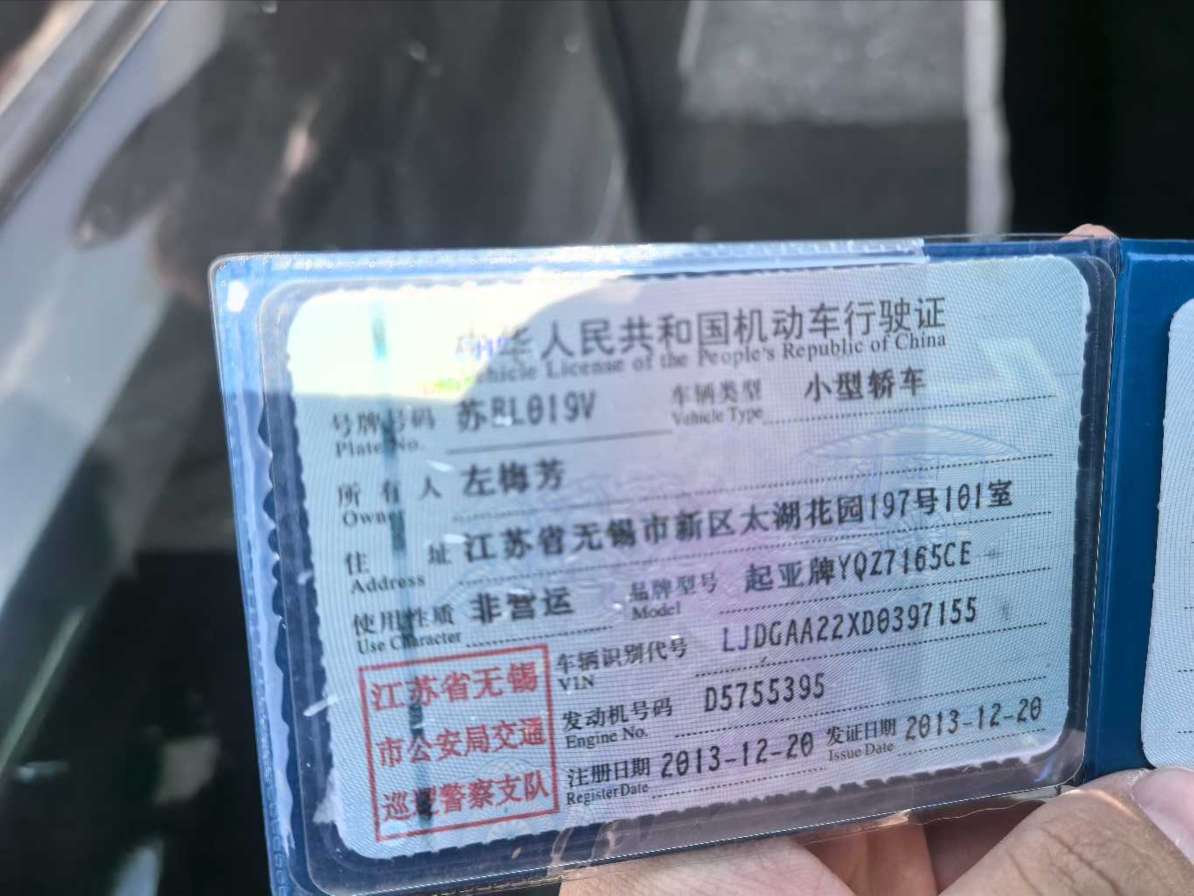 中华人民共和国机动车行驶证
Vehicle License of the People's Republic of China
号牌号码 苏BL019V 车辆类型 小型轿车
Plate No. Vehicle Type
所有人 左梅芳
Owner
住址 江苏省无锡市新区太湖花园197号101室
Address
使用性质 非营运 品牌型号 起亚牌YQZ7165CE
Use Character Model
车辆识别代号 LJDGAA22XD0397155
VIN
发动机号码 D5755395
Engine No.
注册日期 2013-12-20 发证日期 2013-12-20
Register Date Issue Date
江苏省无锡
市公安局交通
巡逻警察支队